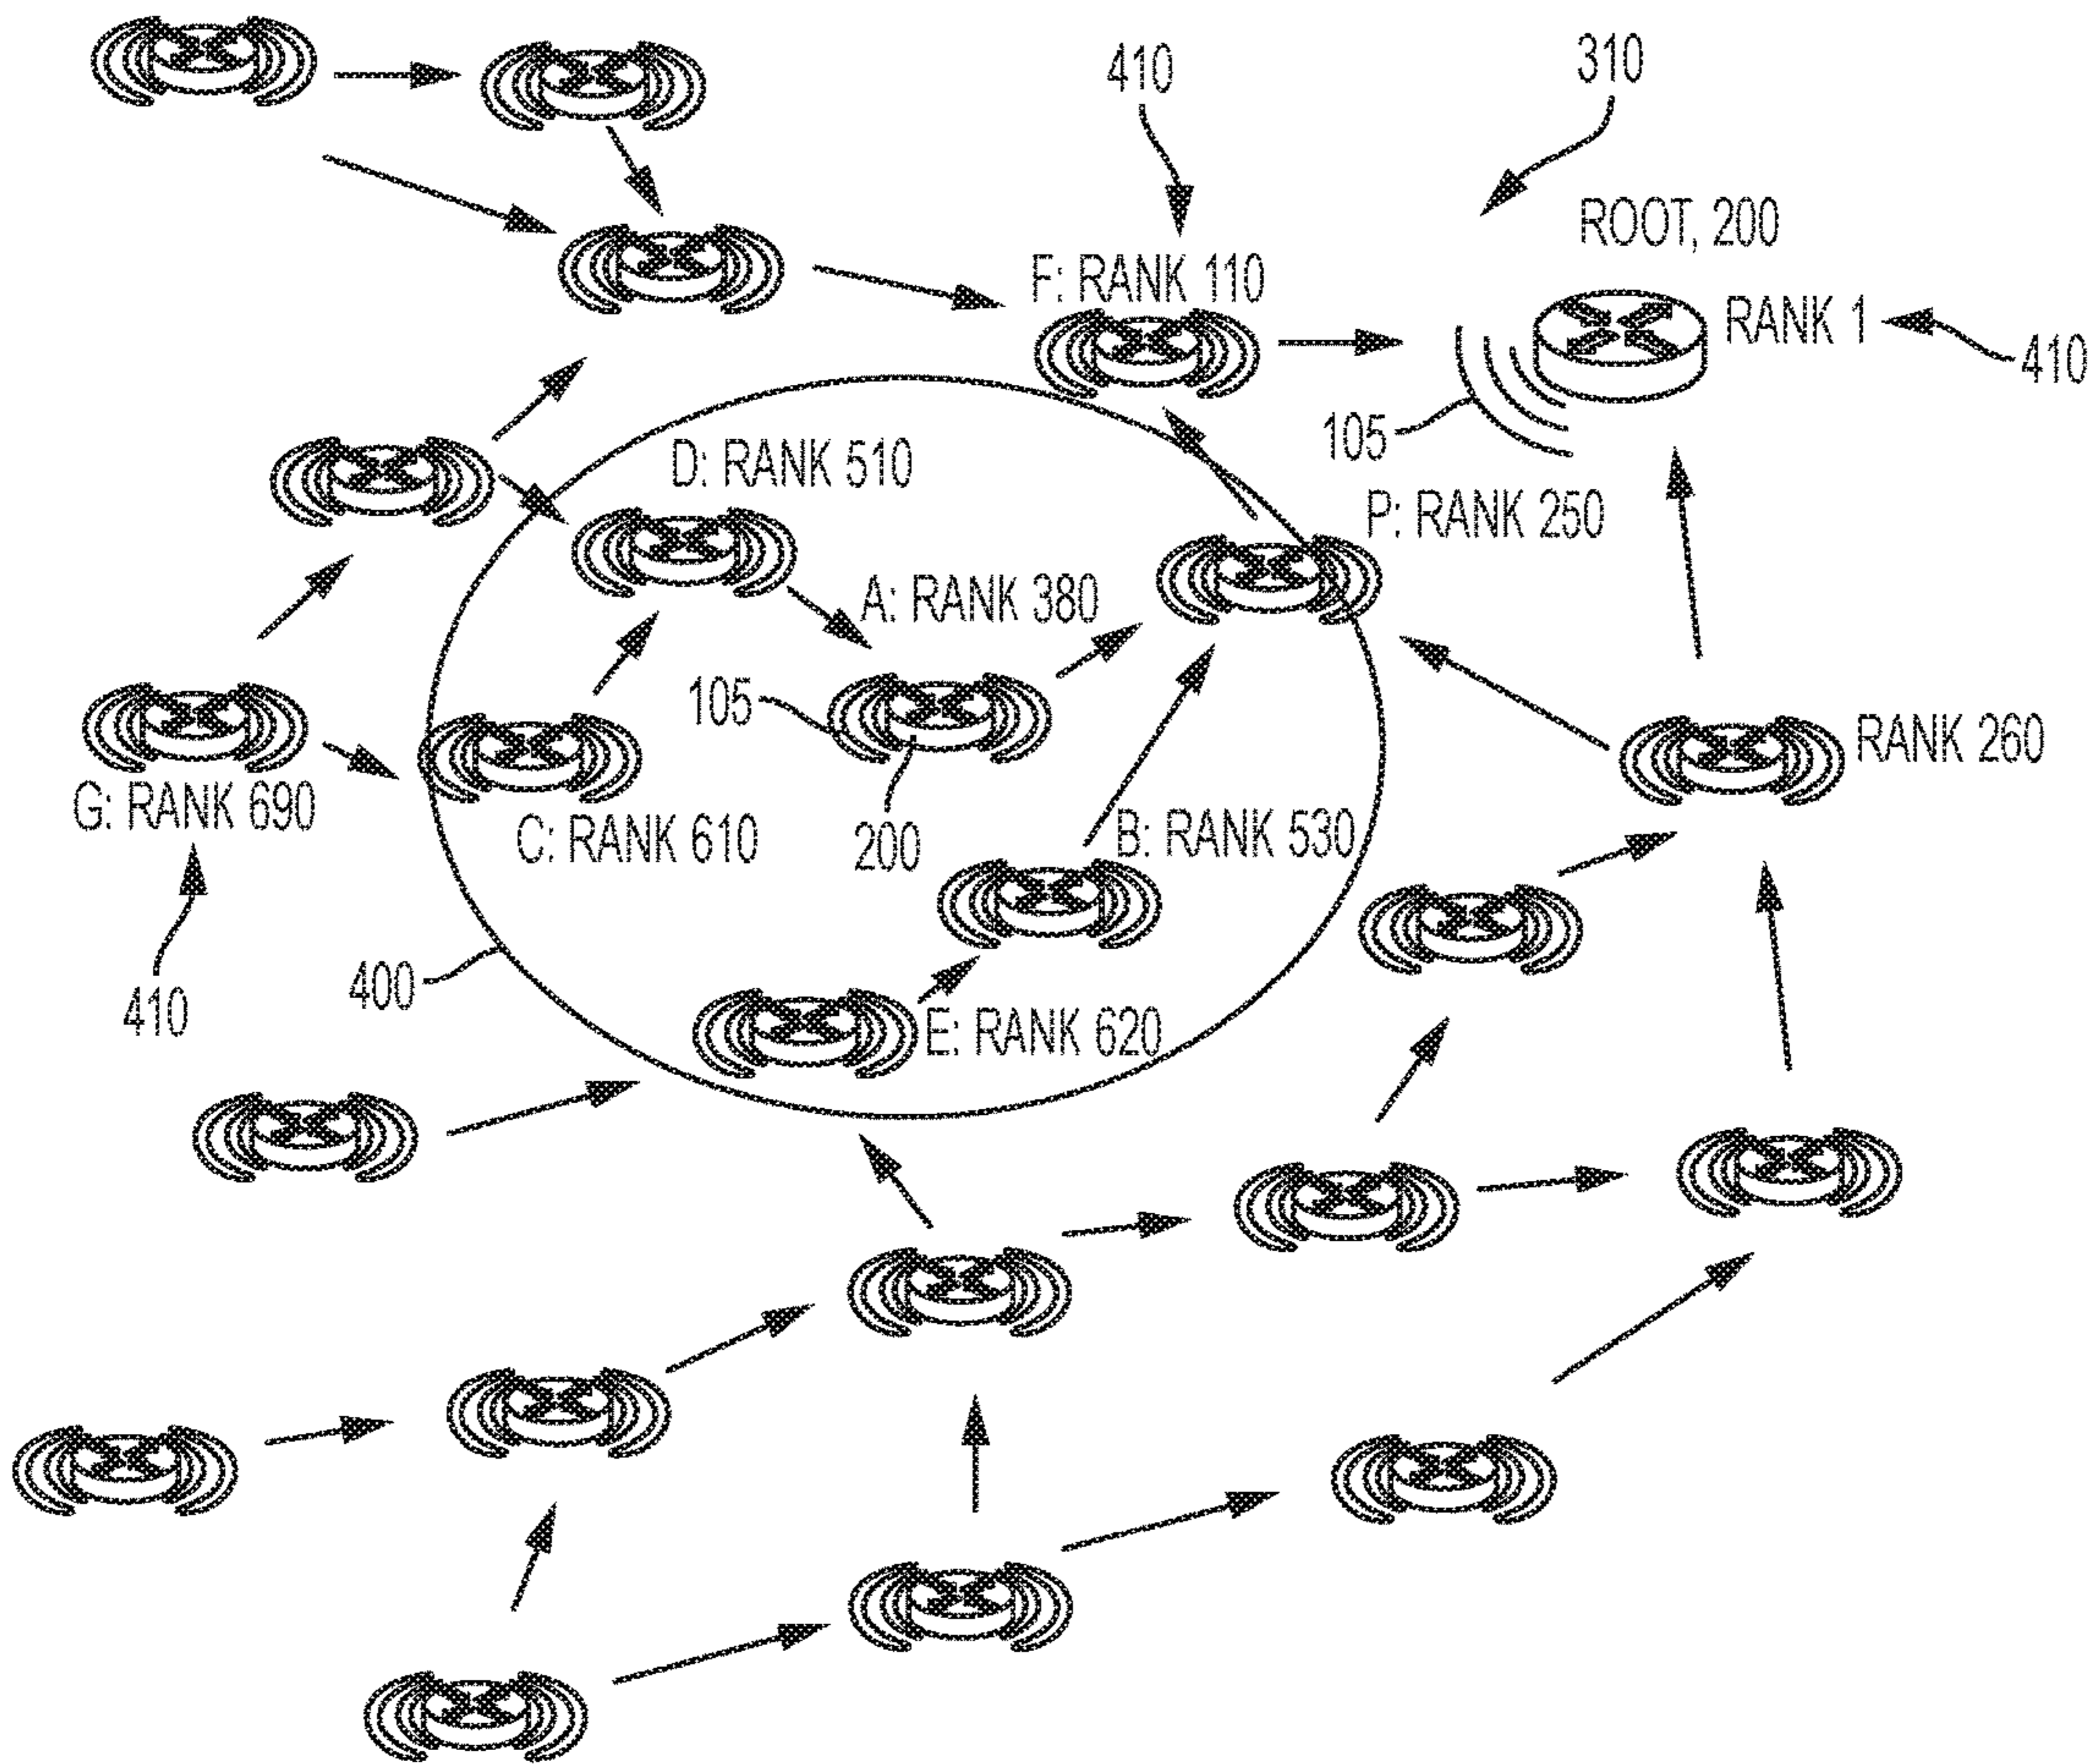 410
310
ROOT, 200
F: RANK 110
RANK 1
410
105
D: RANK 510
P: RANK 250
A: RANK 380
105
RANK 260
G: RANK 690
C: RANK 610
200
B: RANK 530
400
410
E: RANK 620